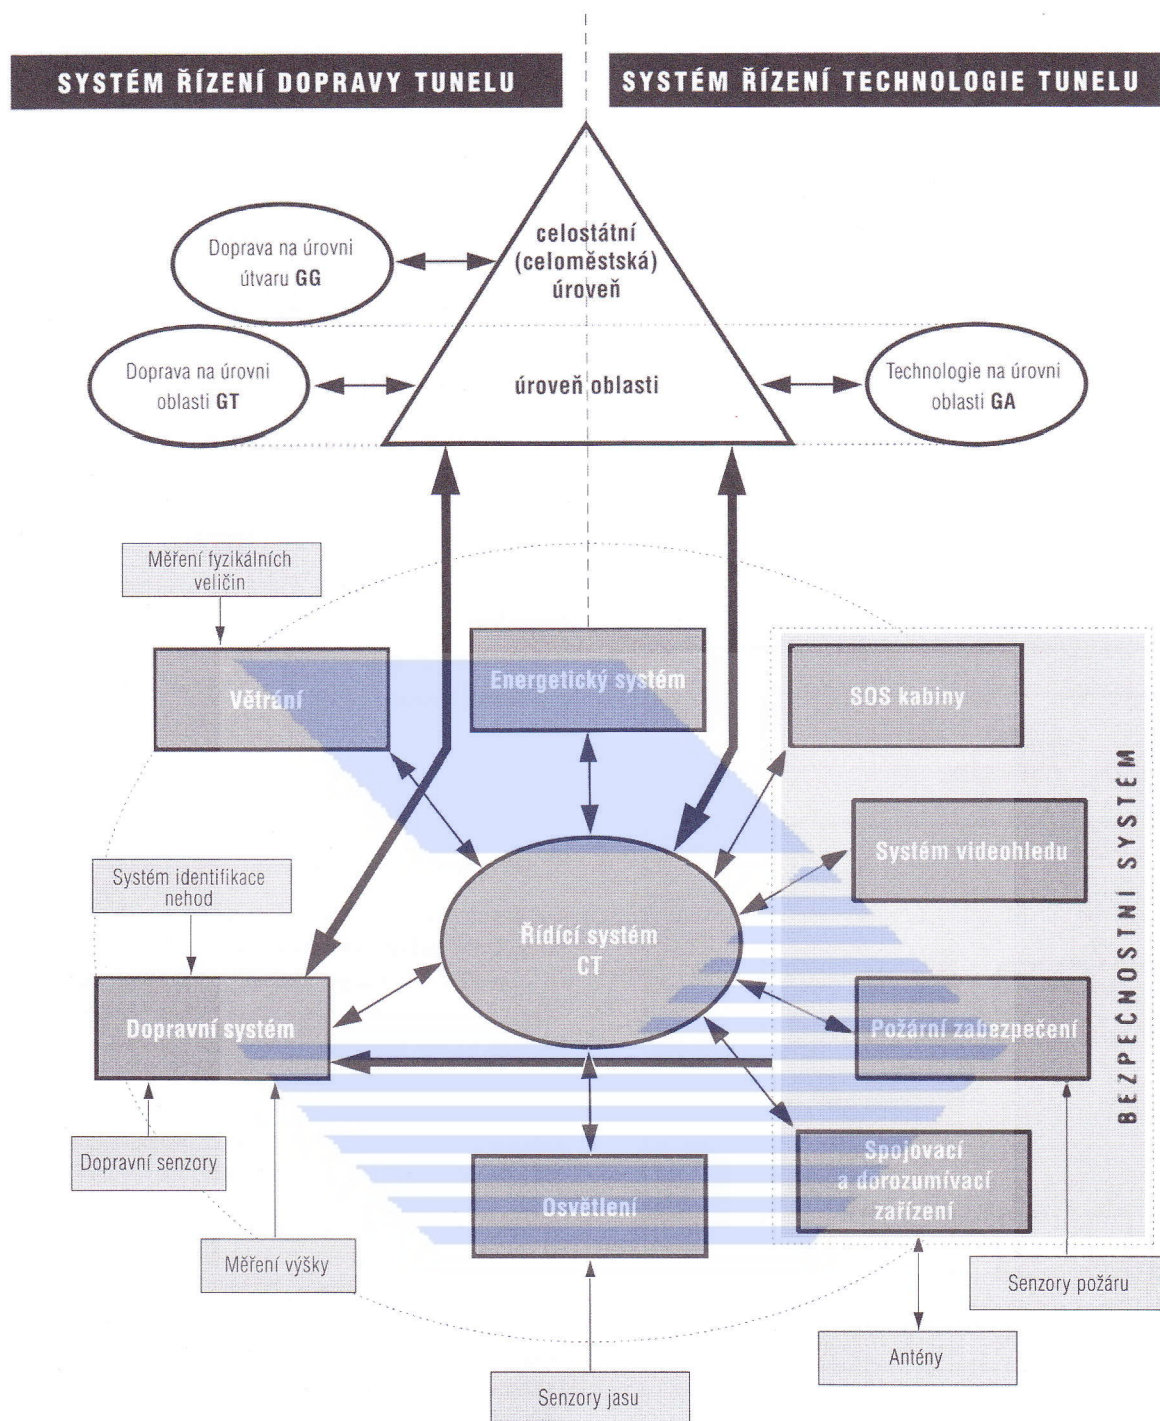 SYSTÉM ŘÍZENÍ DOPRAVY TUNELU
SYSTÉM ŘÍZENÍ TECHNOLOGIE TUNELU
celostátní
(celoměstská)
úroveň
Doprava na úrovni
útvaru GG
Doprava na úrovni
oblasti GT
úroveň oblasti
Technologie na úrovni
oblasti GA
Měření fyzikálních
veličin
Větrání
Energetický systém
SOS kabiny
Systém videohledu
BEZPEČNOSTNÍ SYSTÉM
Systém identifikace
nehod
Řídící systém
CT
Dopravní systém
Požární zabezpečení
Dopravní senzory
Spojovací
a dorozumívací
zařízení
Osvětlení
Měření výšky
Senzory požáru
Antény
Senzory jasu